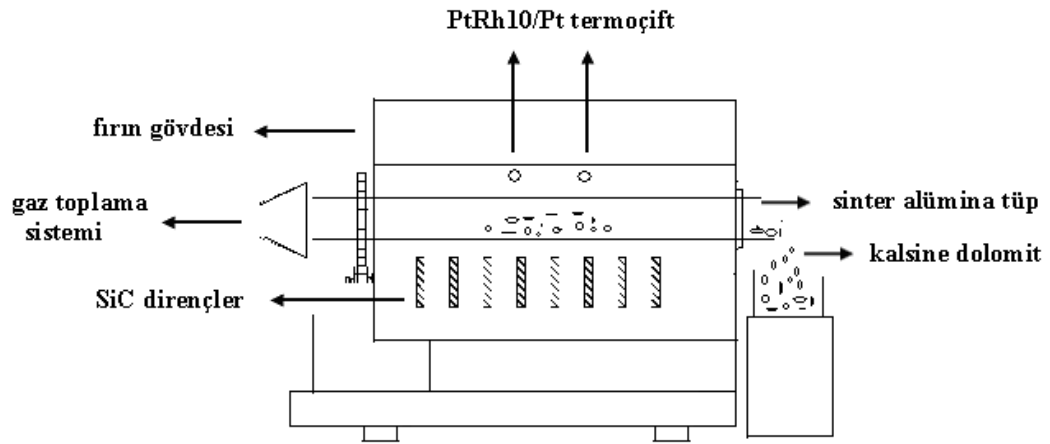 PtRh10/Pt termoçift
fırın gövdesi
gaz toplama
sistemi
sinter alümina tüp
kalsine dolomit
SiC dirençler